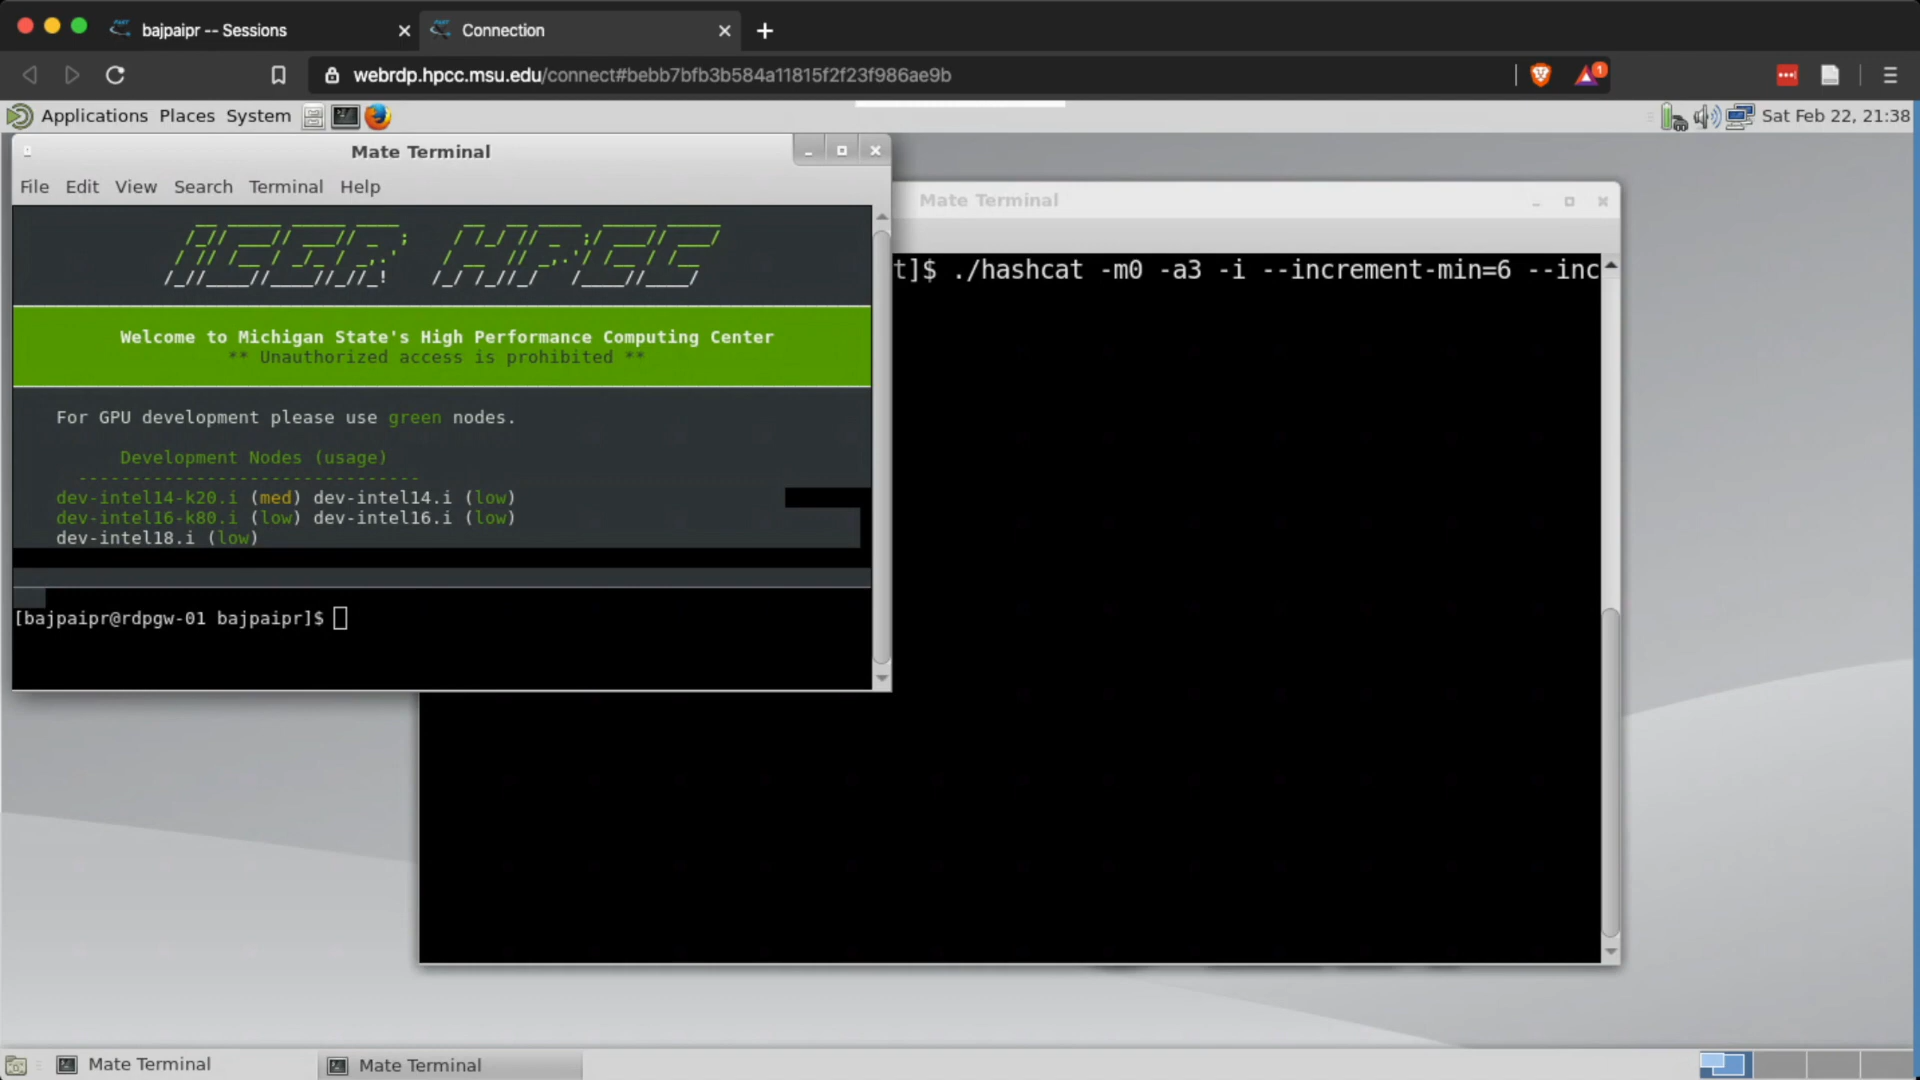 bajpaipr -- Sessions
Connection
webrdp.hpcc.msu.edu/connect#bebb7bfb3b584a11815f2f23f986ae9b
1
Applications Places System
Sat Feb 22, 21:38
Mate Terminal
File Edit View Search Terminal Help
ICER HPCC
Welcome to Michigan State's High Performance Computing Center
** Unauthorized access is prohibited **
For GPU development please use green nodes.
Development Nodes (usage)
--------------------------------
dev-intel14-k20.i (med) dev-intel14.i (low)
dev-intel16-k80.i (low) dev-intel16.i (low)
dev-intel18.i (low)
[bajpaipr@rdpgw-01 bajpaipr]$
Mate Terminal
t]$ ./hashcat -m0 -a3 -i --increment-min=6 --inc
Mate Terminal
Mate Terminal